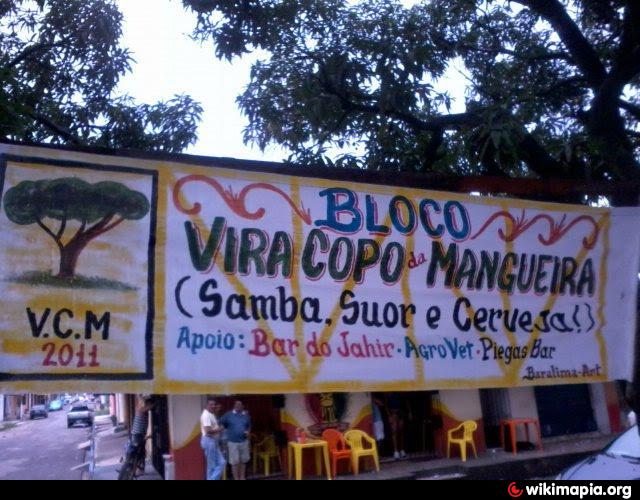 BLOCO
VIRA COPO da MANGUEIRA
(Samba, Suor e Cerveja!)
Apoio: Bar do Jahir. AgroVet. Piegas Bar
Baralima-Art
V.C.M
2011
wikimapia.org